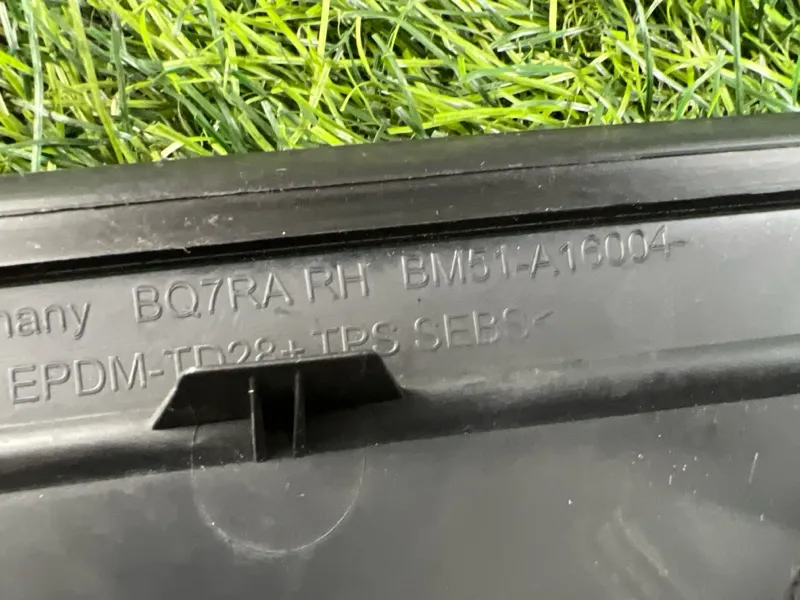 many BQ7RA RH BM51-A16004-
EPDM-TD28+TPS SEBS<